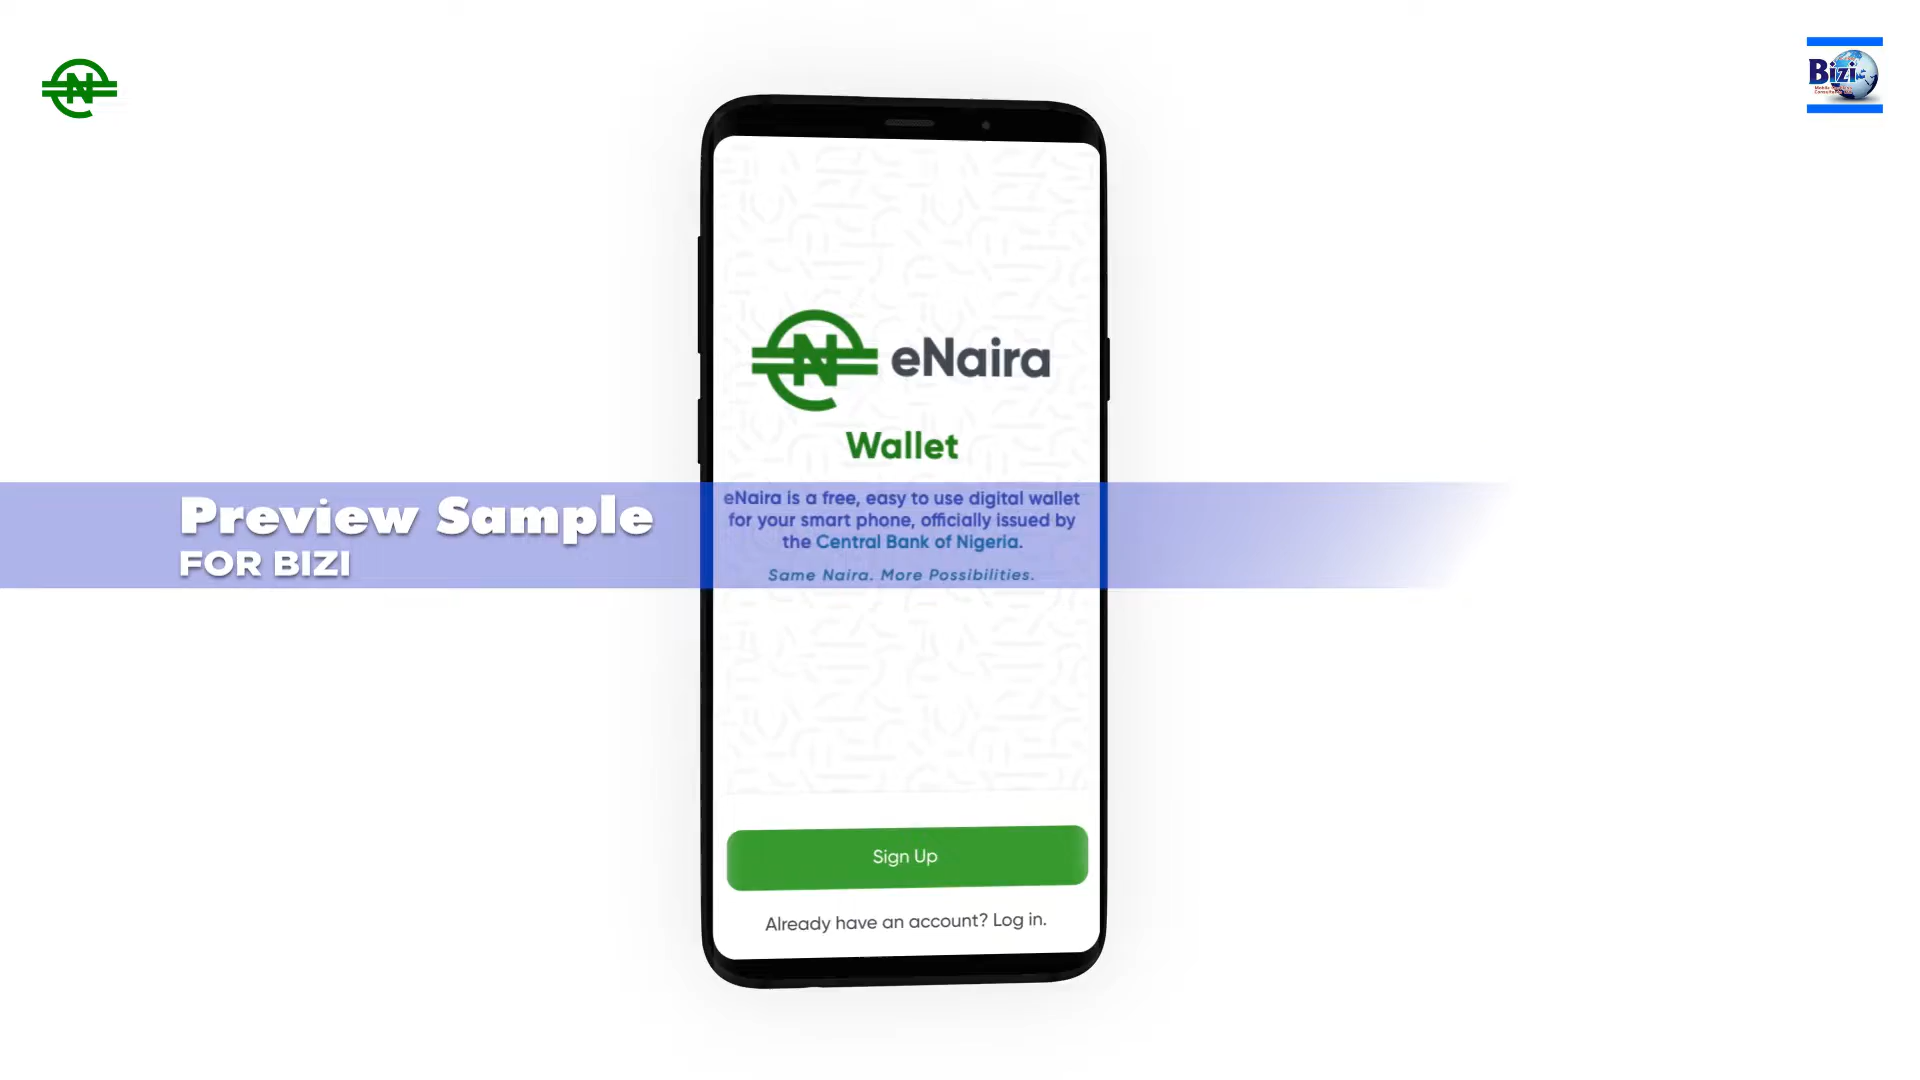 Bizi
eNaira
Wallet
eNaira is a free, easy to use digital wallet
for your smart phone, officially issued by
the Central Bank of Nigeria.
Same Naira. More Possibilities.
Preview Sample
FOR BIZI
Sign Up
Already have an account? Log in.